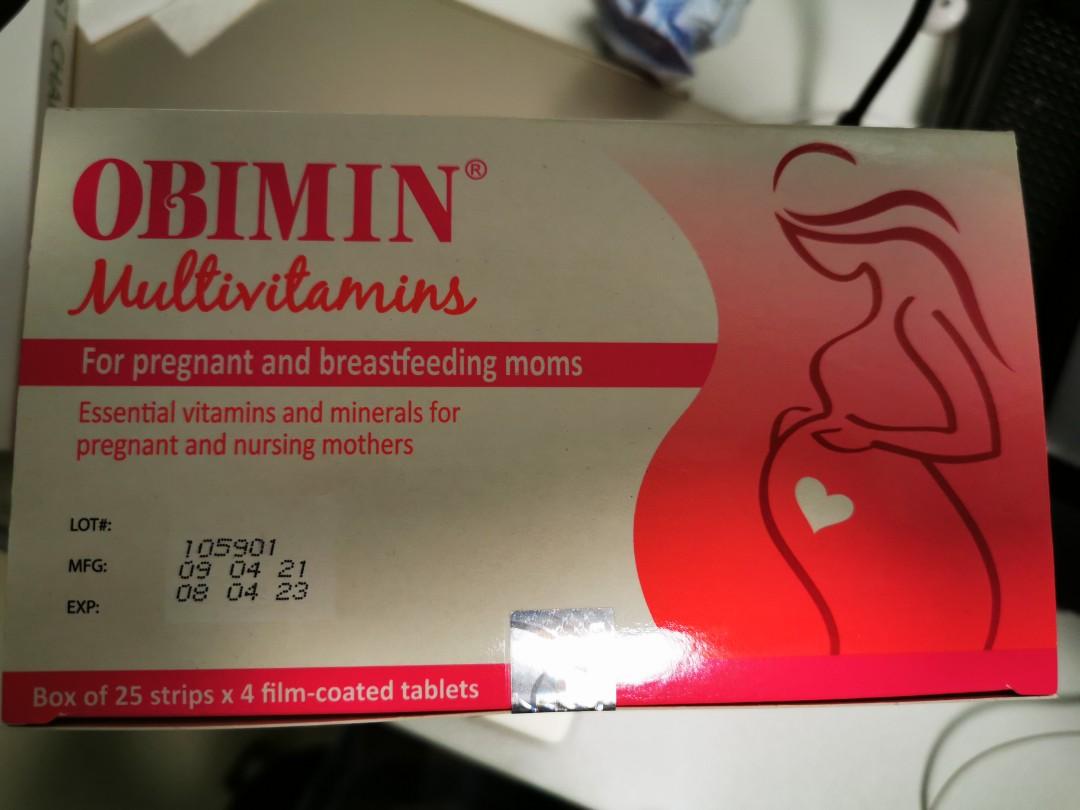 OBIMIN®
Multivitamins
For pregnant and breastfeeding moms
Essential vitamins and minerals for
pregnant and nursing mothers
LOT#: 105901
MFG: 09 04 21
EXP: 08 04 23
Box of 25 strips x 4 film-coated tablets